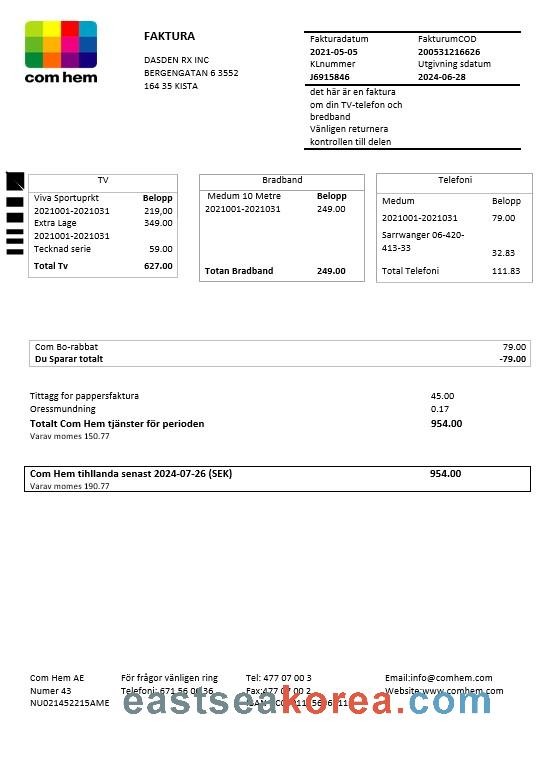 com hem
FAKTURA
DASDEN RX INC
BERGENGATAN 6 3552
164 35 KISTA
Fakturadatum FakturumCOD
2021-05-05 200531216626
KLnummer Utgivning sdatum
J6915846 2024-06-28
det här är en faktura
om din TV-telefon och
bredband
Vänligen returnera
kontrollen till delen
TV
Viva Sportuprkt Belopp
2021001-2021031 219,00
Extra Lage 349.00
2021001-2021031
Tecknad serie 59.00
Total Tv 627.00
Bradband
Medum 10 Metre Belopp
2021001-2021031 249.00
Totan Bradband 249.00
Telefoni
Medum Belopp
2021001-2021031 79.00
Sarrwanger 06-420-
413-33 32.83
Total Telefoni 111.83
Com Bo-rabbat 79.00
Du Sparar totalt -79.00
Tittagg for pappersfaktura 45.00
Oressmundning 0.17
Totalt Com Hem tjänster för perioden 954.00
Varav momes 150.77
Com Hem tihllanda senast 2024-07-26 (SEK) 954.00
Varav momes 190.77
Com Hem AE För frågor vänligen ring Tel: 477 07 00 3 Email:info@comhem.com
Numer 43 Telefoni: 671 56 00 36 Fax:477 07 00 2 Website:www.comhem.com
NU021452215AME
eastseakorea.com